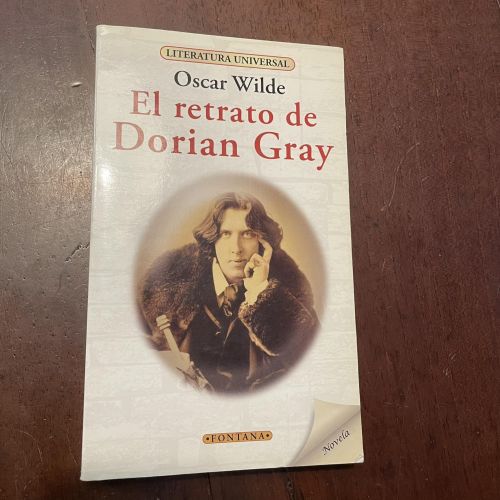 LITERATURA UNIVERSAL
Oscar Wilde
El retrato de
Dorian Gray
•FONTANA•
Novela